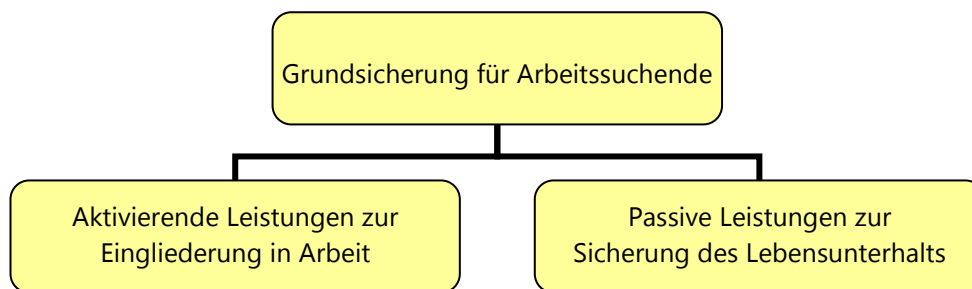 Grundsicherung für Arbeitssuchende
Aktivierende Leistungen zur
Eingliederung in Arbeit
Passive Leistungen zur
Sicherung des Lebensunterhalts